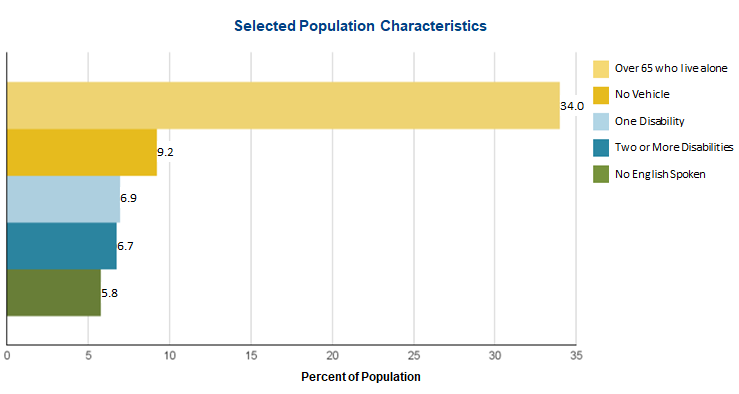 Selected Population Characteristics
Over 65 who live alone
No Vehicle
One Disability
Two or More Disabilities
No English Spoken
34.0
9.2
6.9
6.7
5.8
0 5 10 15 20 25 30 35
Percent of Population